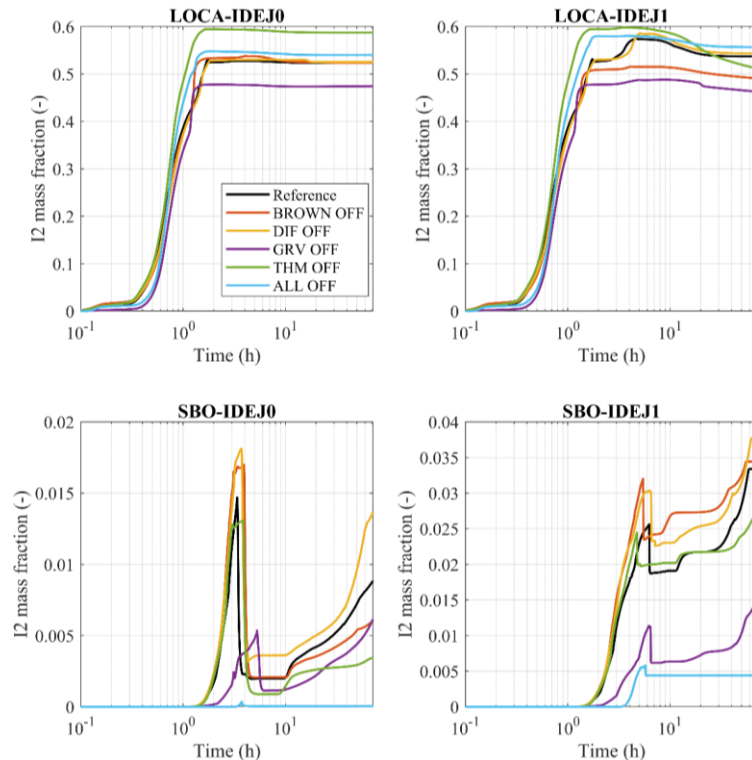 LOCA-IDEJ0
0.6
0.5
0.4
0.3
0.2
0.1
0
I2 mass fraction (-)
Reference
BROWN OFF
DIF OFF
GRV OFF
THM OFF
ALL OFF
10^-1
10^0
10^1
Time (h)
LOCA-IDEJ1
0.6
0.5
0.4
0.3
0.2
0.1
0
I2 mass fraction (-)
10^-1
10^0
10^1
Time (h)
SBO-IDEJ0
0.02
0.015
0.01
0.005
0
I2 mass fraction (-)
10^-1
10^0
10^1
Time (h)
SBO-IDEJ1
0.04
0.035
0.03
0.025
0.02
0.015
0.01
0.005
0
I2 mass fraction (-)
10^-1
10^0
10^1
Time (h)